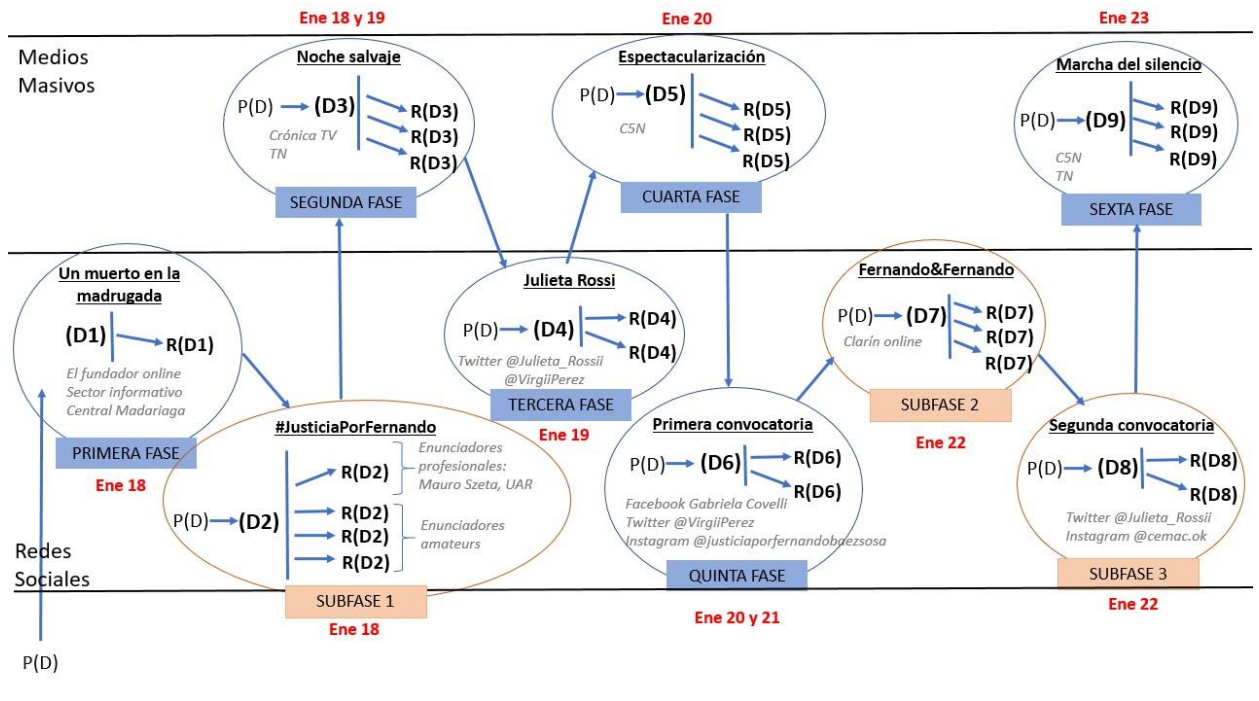 Ene 18 y 19
Ene 20
Ene 23
Medios
Masivos
Noche salvaje
P(D)
(D3)
R(D3)
R(D3)
R(D3)
Crónica TV
TN
SEGUNDA FASE
Espectacularización
P(D)
(D5)
R(D5)
R(D5)
R(D5)
C5N
CUARTA FASE
Marcha del silencio
P(D)
(D9)
R(D9)
R(D9)
R(D9)
C5N
TN
SEXTA FASE
Un muerto en la
madrugada
(D1)
R(D1)
El fundador online
Sector informativo
Central Madariaga
PRIMERA FASE
Ene 18
Julieta Rossi
P(D)
(D4)
R(D4)
R(D4)
Twitter @Julieta_Rossii
@VirgiiPerez
TERCERA FASE
Ene 19
Fernando&Fernando
P(D)
(D7)
R(D7)
R(D7)
R(D7)
Clarín online
SUBFASE 2
Ene 22
#JusticiaPorFernando
P(D)
(D2)
R(D2)
R(D2)
R(D2)
R(D2)
Enunciadores
profesionales:
Mauro Szeta, UAR
Enunciadores
amateurs
SUBFASE 1
Ene 18
Primera convocatoria
P(D)
(D6)
R(D6)
R(D6)
Facebook Gabriela Covelli
Twitter @VirgiiPerez
Instagram @justiciaporfernandobaezsosa
QUINTA FASE
Ene 20 y 21
Segunda convocatoria
P(D)
(D8)
R(D8)
R(D8)
Twitter @Julieta_Rossii
Instagram @cemac.ok
SUBFASE 3
Ene 22
Redes
Sociales
P(D)